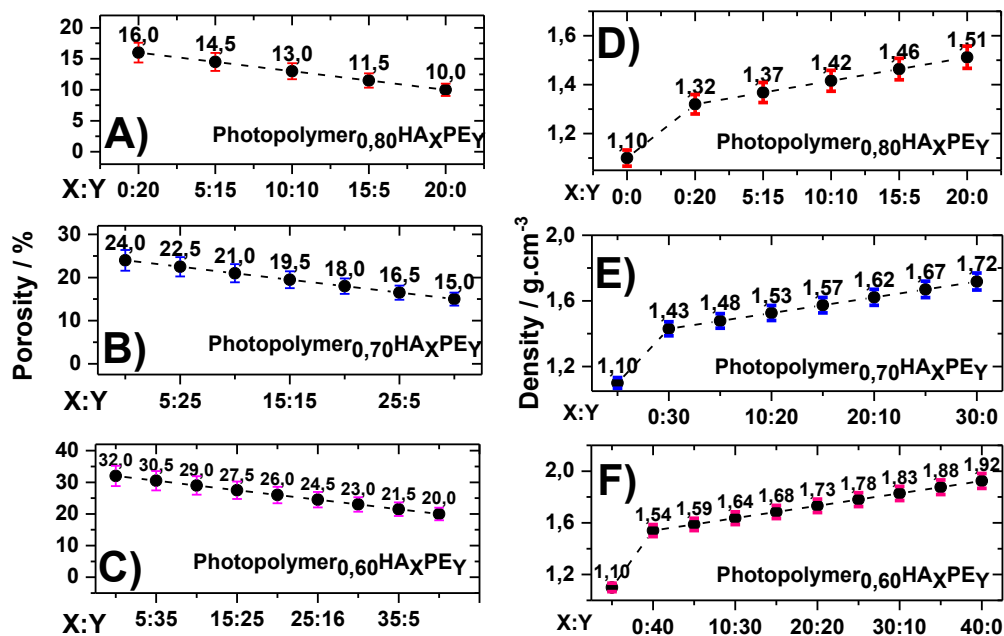 Porosity / %
20
15
10
5
0
16,0 14,5 13,0 11,5 10,0
A) Photopolymer0,80HAXPEY
X:Y 0:20 5:15 10:10 15:5 20:0
30
20
10
0
24,0 22,5 21,0 19,5 18,0 16,5 15,0
B) Photopolymer0,70HAXPEY
X:Y 5:25 15:15 25:5
40
30
20
10
0
32,0 30,5 29,0 27,5 26,0 24,5 23,0 21,5 20,0
C) Photopolymer0,60HAXPEY
X:Y 5:35 15:25 25:16 35:5
Density / g.cm-3
1,6
1,4
1,2
D)
1,10 1,32 1,37 1,42 1,46 1,51
Photopolymer0,80HAXPEY
X:Y 0:0 0:20 5:15 10:10 15:5 20:0
2,0
1,6
1,2
E)
1,10 1,43 1,48 1,53 1,57 1,62 1,67 1,72
Photopolymer0,70HAXPEY
X:Y 0:30 10:20 20:10 30:0
2,0
1,6
1,2
F)
1,10 1,54 1,59 1,64 1,68 1,73 1,78 1,83 1,88 1,92
Photopolymer0,60HAXPEY
X:Y 0:40 10:30 20:20 30:10 40:0